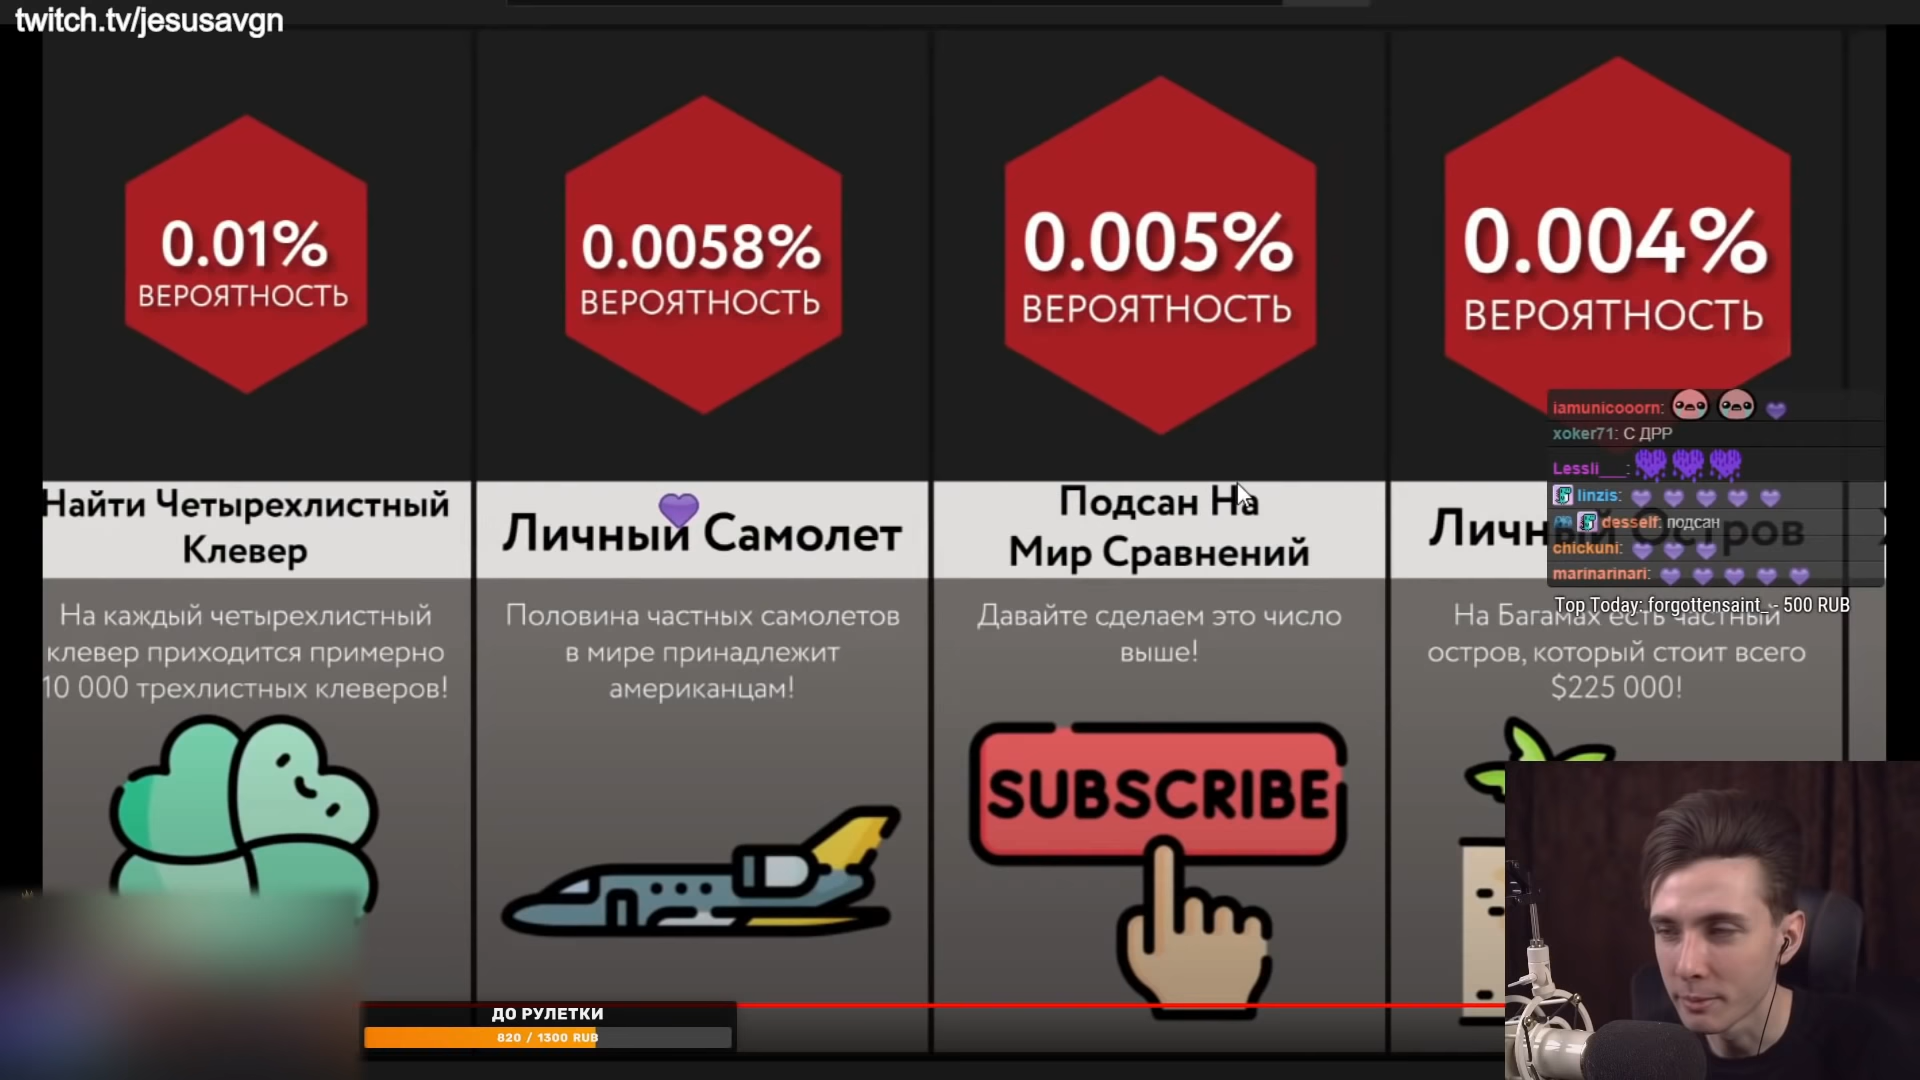 twitch.tv/jesusavgn
0.01%
ВЕРОЯТНОСТЬ
Найти Четырехлистный
Клевер
На каждый четырехлистный
клевер приходится примерно
10 000 трехлистных клеверов!
0.0058%
ВЕРОЯТНОСТЬ
Личный Самолет
Половина частных самолетов
в мире принадлежит
американцам!
0.005%
ВЕРОЯТНОСТЬ
Подсан На
Мир Сравнений
Давайте сделаем это число
выше!
SUBSCRIBE
0.004%
ВЕРОЯТНОСТЬ
Личный Остров
На Багамах есть частный
остров, который стоит всего
$225 000!
iamunicooorn:
xoker71: С ДРР
Lessli___:
linzis:
desself: подсан
chickuni:
marinarinari:
Top Today: forgottensaint_ - 500 RUB
ДО РУЛЕТКИ
820 / 1300 RUB